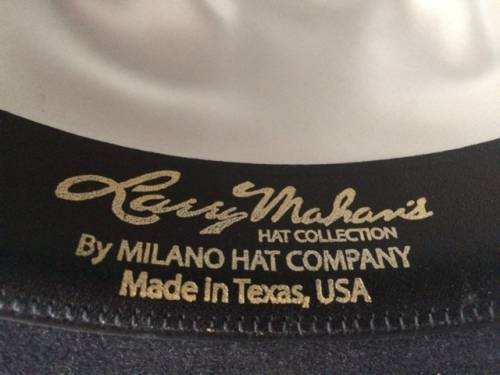 Larry Mahan's
HAT COLLECTION
By MILANO HAT COMPANY
Made in Texas, USA